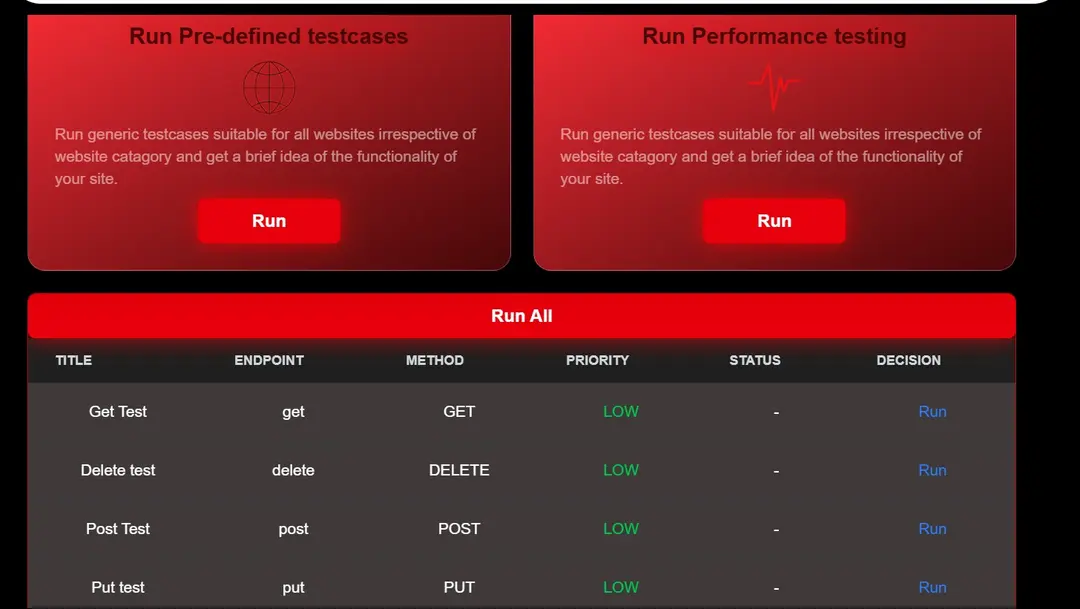 Run Pre-defined testcases
Run generic testcases suitable for all websites irrespective of
website catagory and get a brief idea of the functionality of
your site.
Run
Run Performance testing
Run generic testcases suitable for all websites irrespective of
website catagory and get a brief idea of the functionality of
your site.
Run
Run All
TITLE ENDPOINT METHOD PRIORITY STATUS DECISION
Get Test get GET LOW - Run
Delete test delete DELETE LOW - Run
Post Test post POST LOW - Run
Put test put PUT LOW - Run